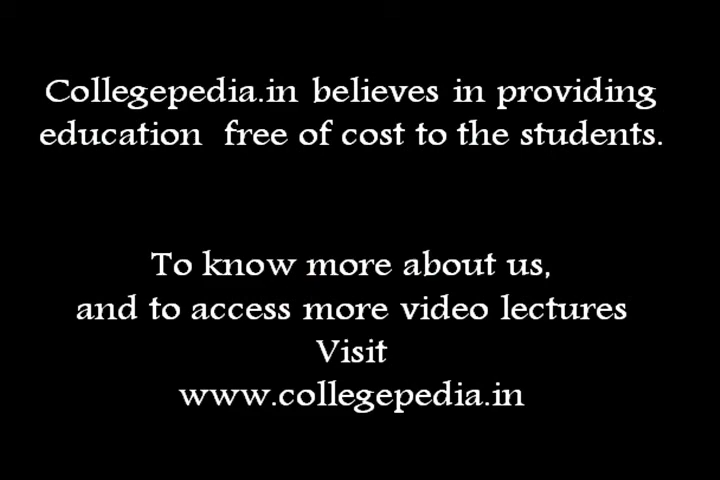 Collegepedia.in believes in providing
education free of cost to the students.
To know more about us,
and to access more video lectures
Visit
www.collegepedia.in